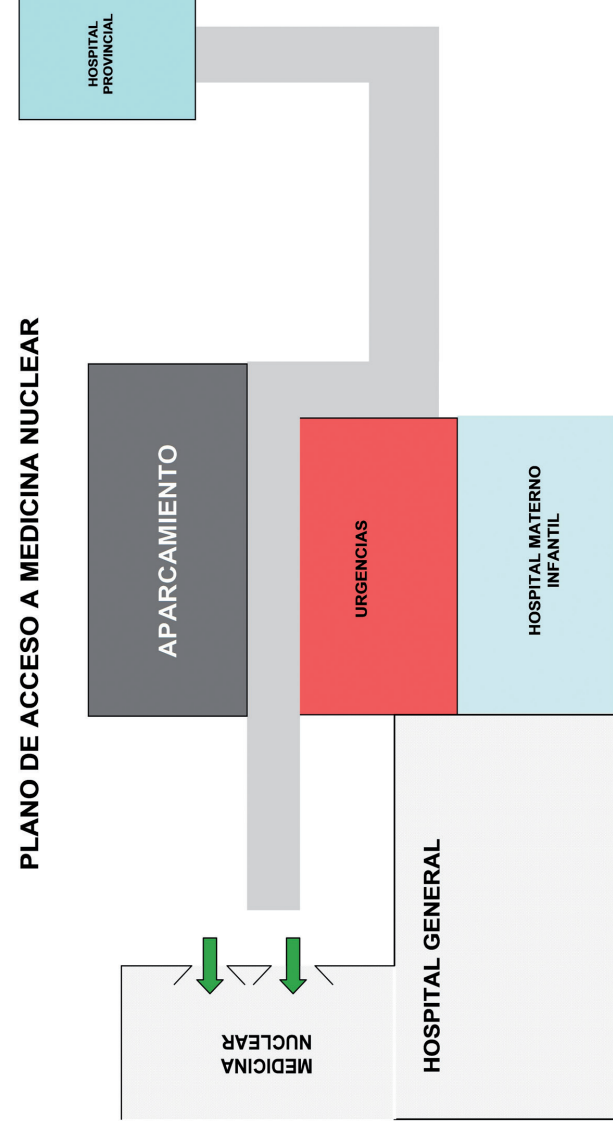 PLANO DE ACCESO A MEDICINA NUCLEAR
HOSPITAL
PROVINCIAL
APARCAMIENTO
URGENCIAS
HOSPITAL MATERNO
INFANTIL
HOSPITAL GENERAL
MEDICINA
NUCLEAR